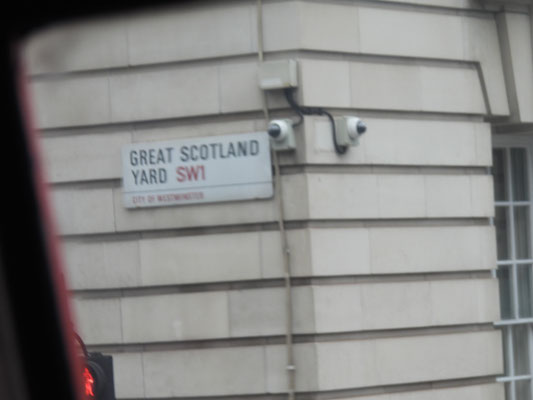 GREAT SCOTLAND
YARD SW1
CITY OF WESTMINSTER